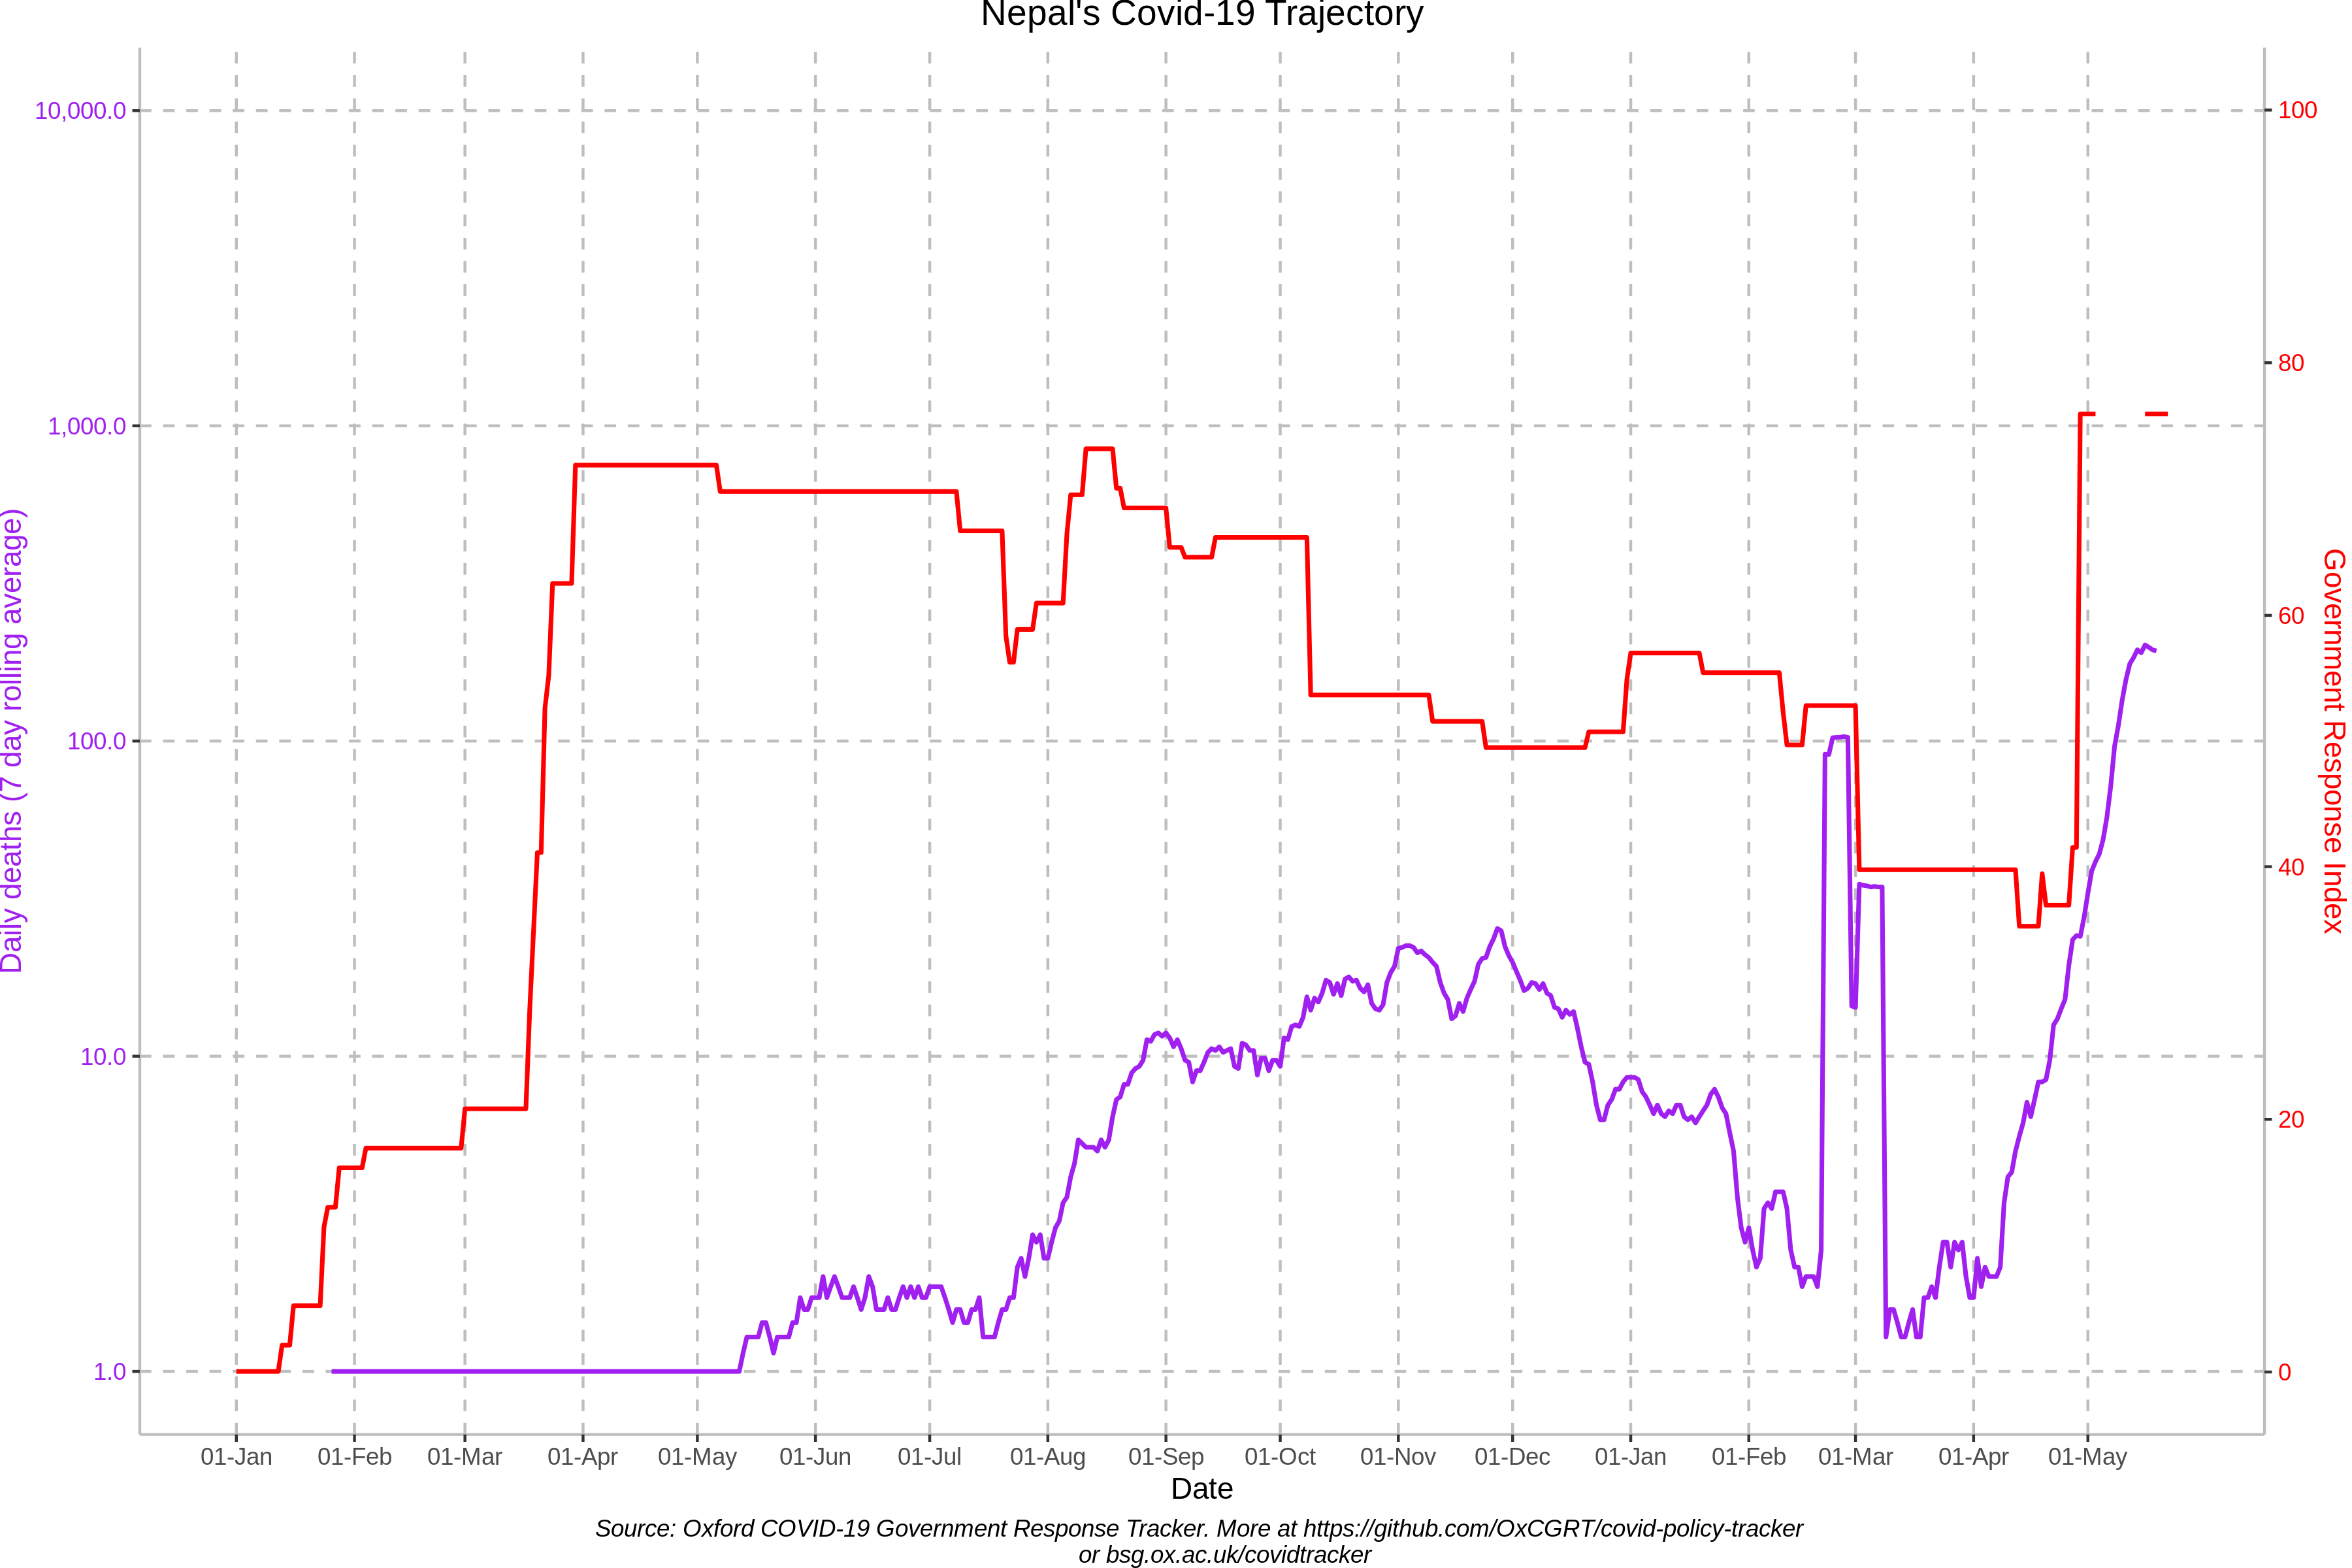 Nepal's Covid-19 Trajectory
Daily deaths (7 day rolling average)
10,000.0
1,000.0
100.0
10.0
1.0
100
80
60
40
20
0
Government Response Index
01-Jan
01-Feb
01-Mar
01-Apr
01-May
01-Jun
01-Jul
01-Aug
01-Sep
01-Oct
01-Nov
01-Dec
01-Jan
01-Feb
01-Mar
01-Apr
01-May
Date
Source: Oxford COVID-19 Government Response Tracker. More at https://github.com/OxCGRT/covid-policy-tracker
or bsg.ox.ac.uk/covidtracker